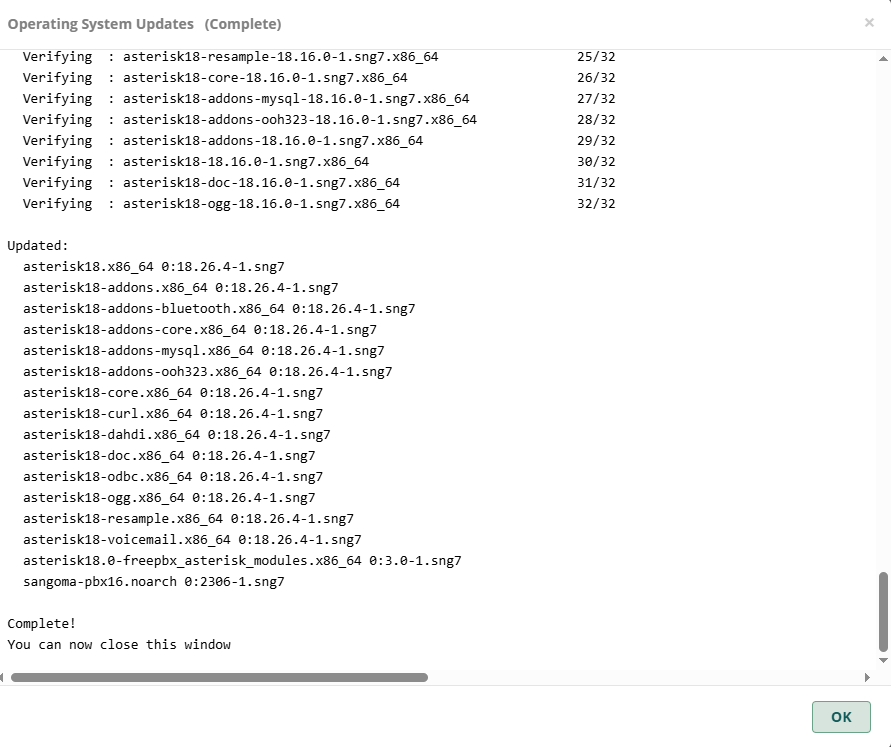 Operating System Updates (Complete)
×
Verifying : asterisk18-resample-18.16.0-1.sng7.x86_64 25/32
Verifying : asterisk18-core-18.16.0-1.sng7.x86_64 26/32
Verifying : asterisk18-addons-mysql-18.16.0-1.sng7.x86_64 27/32
Verifying : asterisk18-addons-ooh323-18.16.0-1.sng7.x86_64 28/32
Verifying : asterisk18-addons-18.16.0-1.sng7.x86_64 29/32
Verifying : asterisk18-18.16.0-1.sng7.x86_64 30/32
Verifying : asterisk18-doc-18.16.0-1.sng7.x86_64 31/32
Verifying : asterisk18-ogg-18.16.0-1.sng7.x86_64 32/32
Updated:
asterisk18.x86_64 0:18.26.4-1.sng7
asterisk18-addons.x86_64 0:18.26.4-1.sng7
asterisk18-addons-bluetooth.x86_64 0:18.26.4-1.sng7
asterisk18-addons-core.x86_64 0:18.26.4-1.sng7
asterisk18-addons-mysql.x86_64 0:18.26.4-1.sng7
asterisk18-addons-ooh323.x86_64 0:18.26.4-1.sng7
asterisk18-core.x86_64 0:18.26.4-1.sng7
asterisk18-curl.x86_64 0:18.26.4-1.sng7
asterisk18-dahdi.x86_64 0:18.26.4-1.sng7
asterisk18-doc.x86_64 0:18.26.4-1.sng7
asterisk18-odbc.x86_64 0:18.26.4-1.sng7
asterisk18-ogg.x86_64 0:18.26.4-1.sng7
asterisk18-resample.x86_64 0:18.26.4-1.sng7
asterisk18-voicemail.x86_64 0:18.26.4-1.sng7
asterisk18.0-freepbx_asterisk_modules.x86_64 0:3.0-1.sng7
sangoma-pbx16.noarch 0:2306-1.sng7
Complete!
You can now close this window
OK